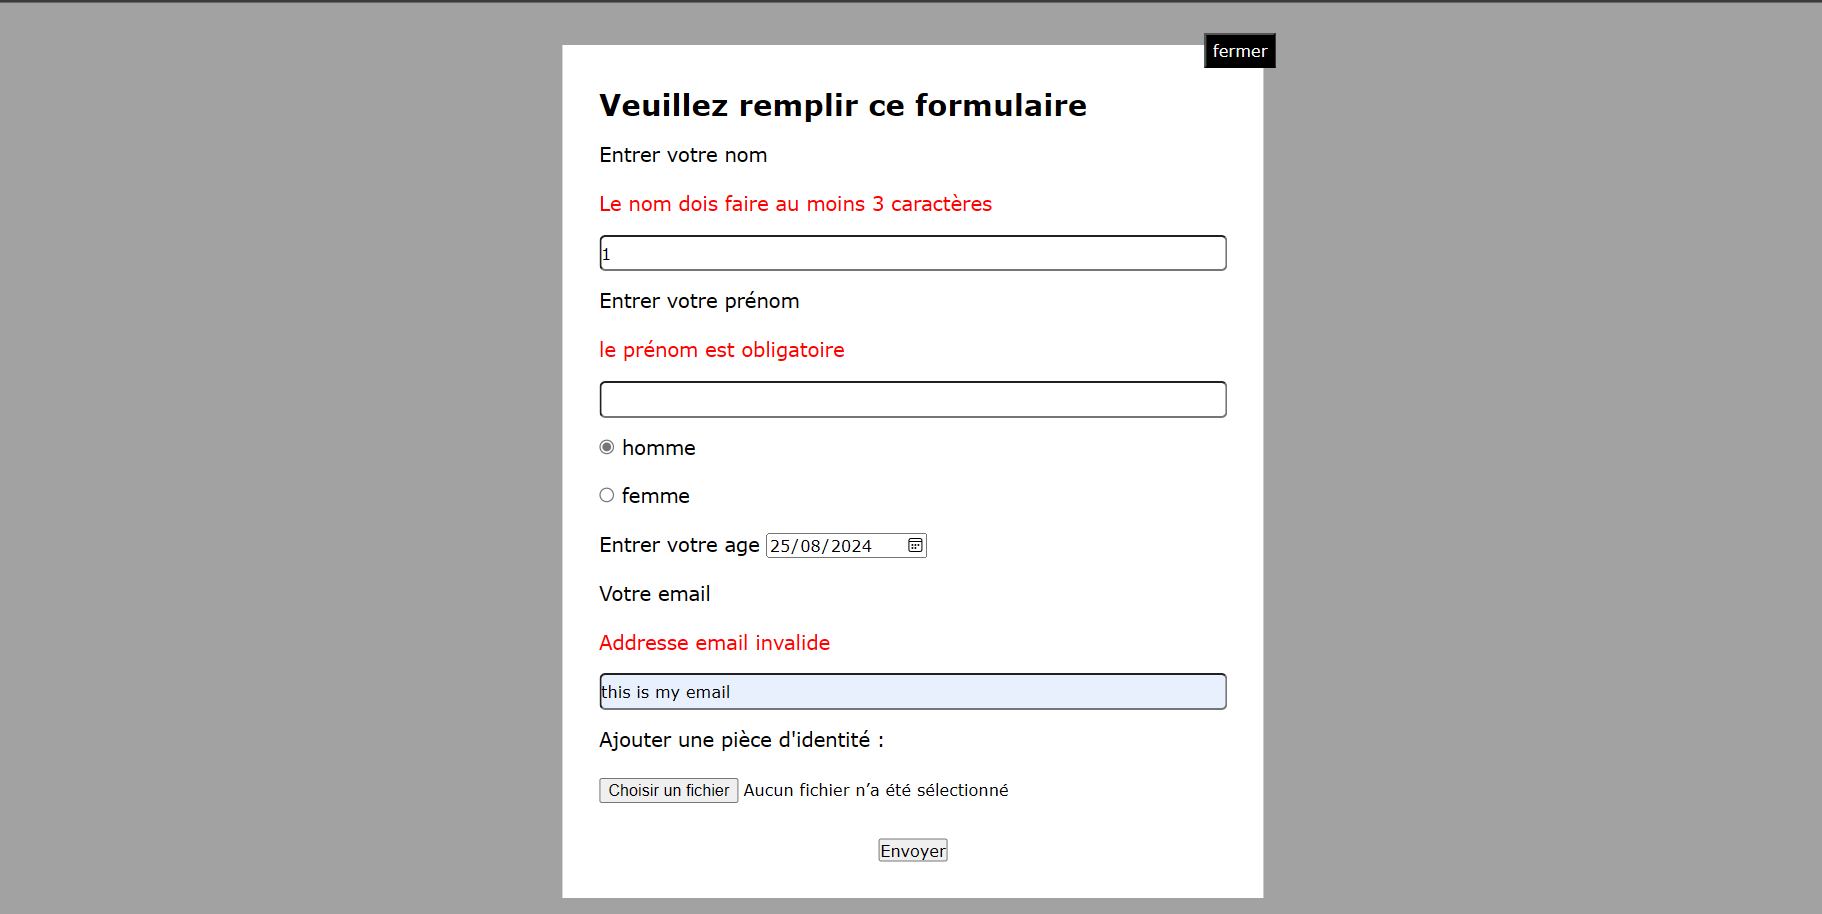 fermer
Veuillez remplir ce formulaire
Entrer votre nom
Le nom dois faire au moins 3 caractères
1
Entrer votre prénom
le prénom est obligatoire
homme
femme
Entrer votre age 25/08/2024
Votre email
Addresse email invalide
this is my email
Ajouter une pièce d'identité :
Choisir un fichier Aucun fichier n’a été sélectionné
Envoyer